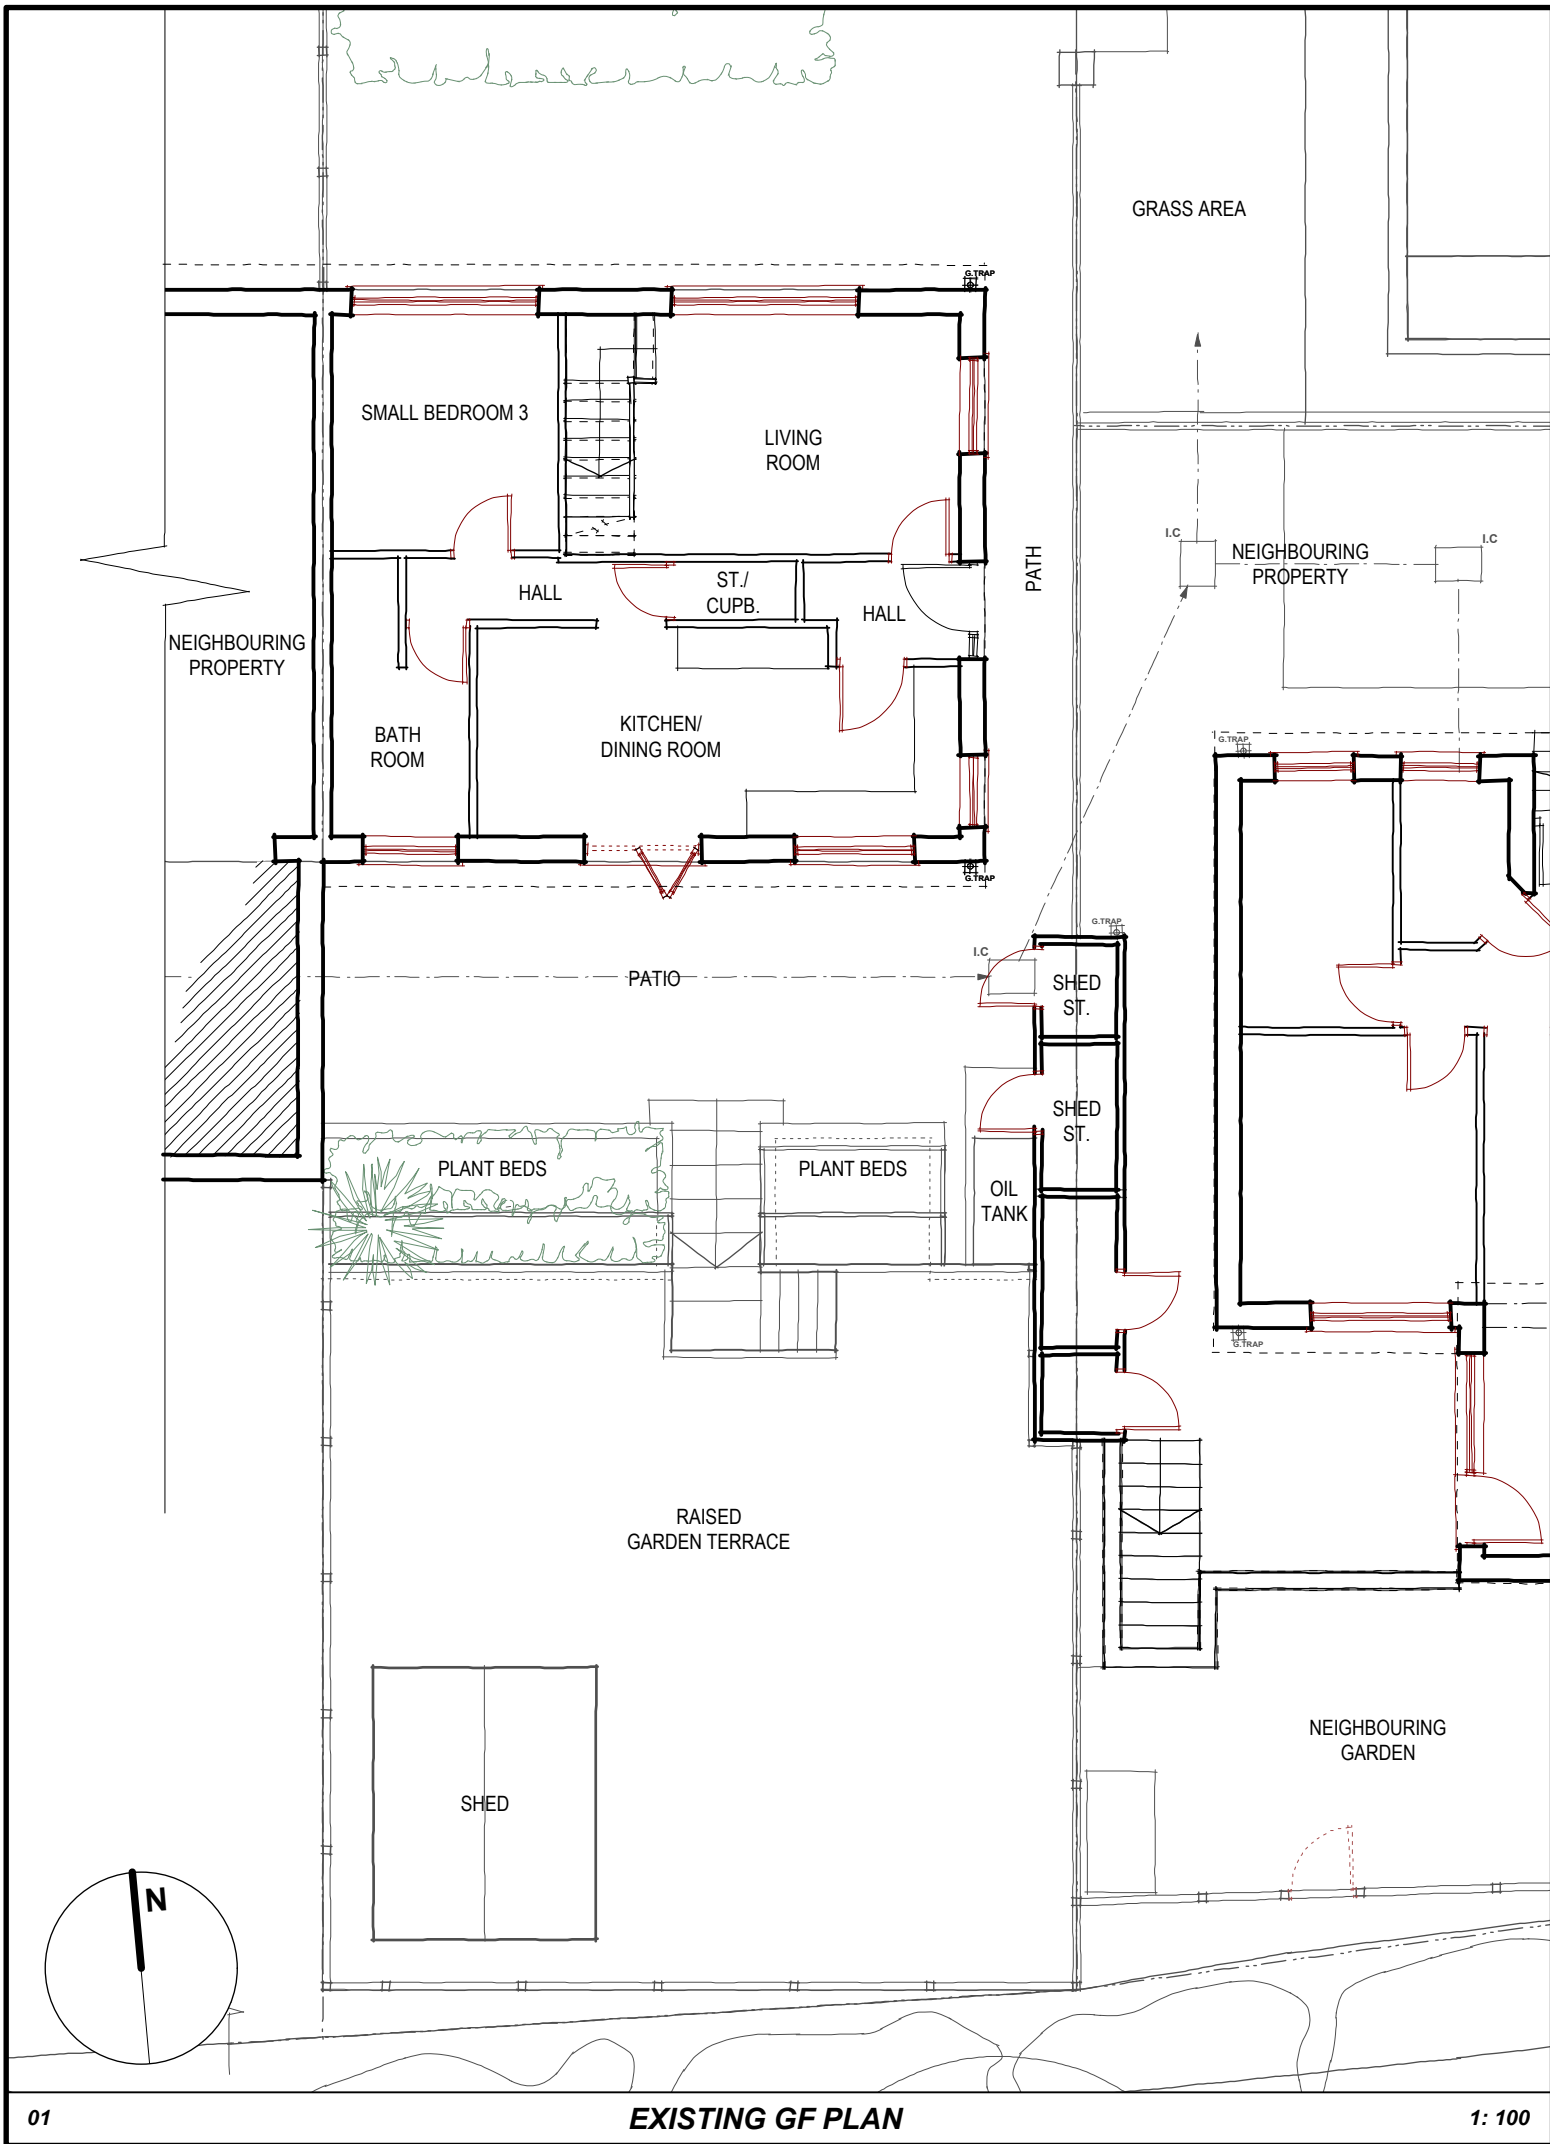 GRASS AREA
G.TRAP
SMALL BEDROOM 3
LIVING
ROOM
I.C
I.C
NEIGHBOURING
PROPERTY
PATH
HALL
ST./
CUPB.
HALL
NEIGHBOURING
PROPERTY
BATH
ROOM
KITCHEN/
DINING ROOM
G.TRAP
G.TRAP
G.TRAP
I.C
PATIO
SHED
ST.
SHED
ST.
PLANT BEDS
PLANT BEDS
OIL
TANK
G.TRAP
RAISED
GARDEN TERRACE
NEIGHBOURING
GARDEN
SHED
N
01
EXISTING GF PLAN
1: 100